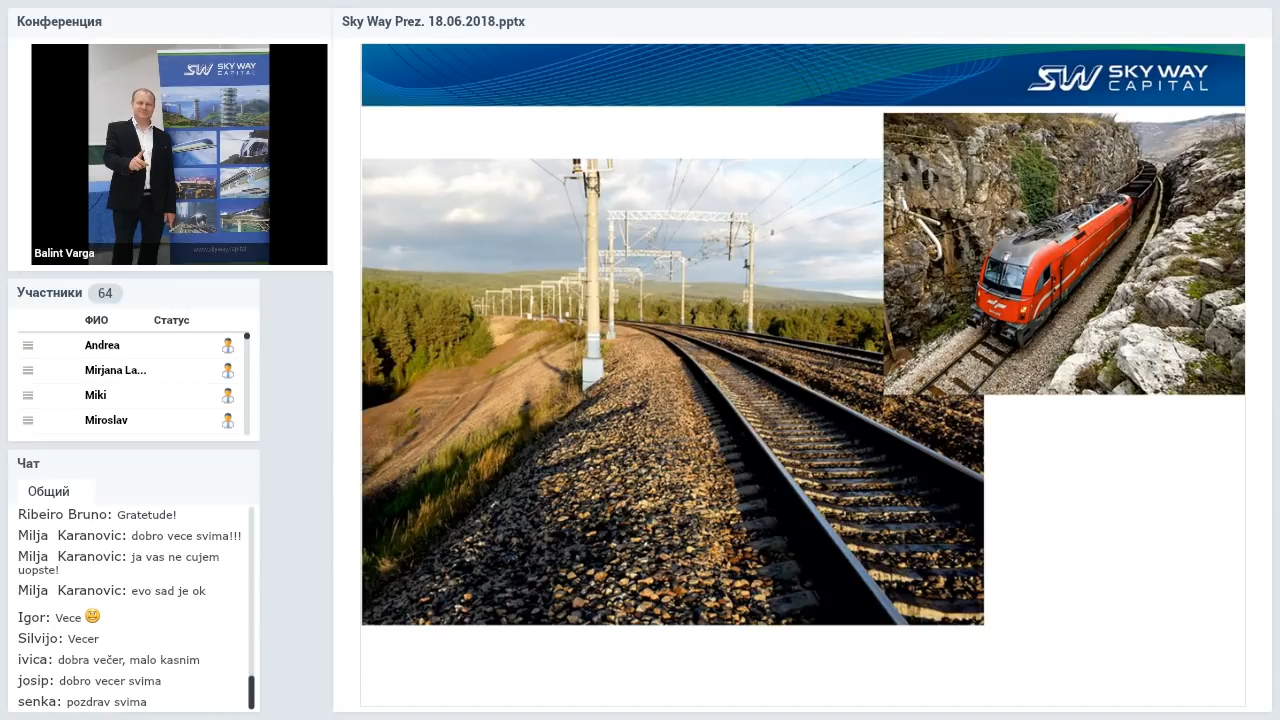 Конференция
SW SKY WAY
CAPITAL
Balint Varga
Участники 64
ФИО Статус
Andrea
Mirjana La...
Miki
Miroslav
Чат
Общий
Ribeiro Bruno: Gratetude!
Milja Karanovic: dobro vece svima!!!
Milja Karanovic: ja vas ne cujem
uopste!
Milja Karanovic: evo sad je ok
Igor: Vece
Silvijo: Vecer
ivica: dobra večer, malo kasnim
josip: dobro vecer svima
senka: pozdrav svima
Sky Way Prez. 18.06.2018.pptx
SW SKY WAY
CAPITAL